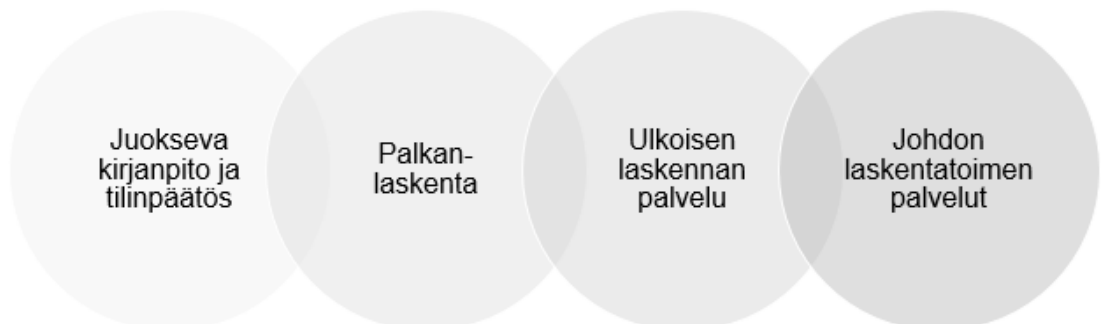 Juokseva
kirjanpito ja
tilinpäätös
Palkan-
laskenta
Ulkoisen
laskennan
palvelu
Johdon
laskentatoimen
palvelut